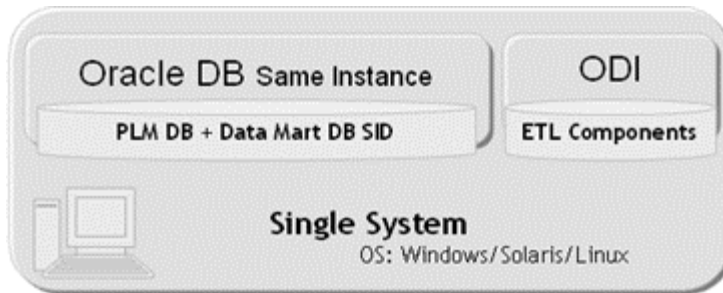 Oracle DB Same Instance
ODI
PLM DB + Data Mart DB SID
ETL Components
Single System
OS: Windows/Solaris/Linux